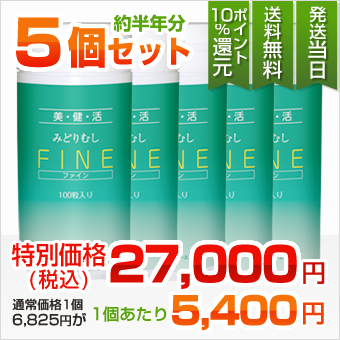 約半年分
5個セット
ポイント
10%還元
送料無料
発送当日
美・健・活
みどりむし
FINE
ファイン
100粒入り
特別価格
(税込)
27,000円
通常価格1個
6,825円が
1個あたり
5,400円